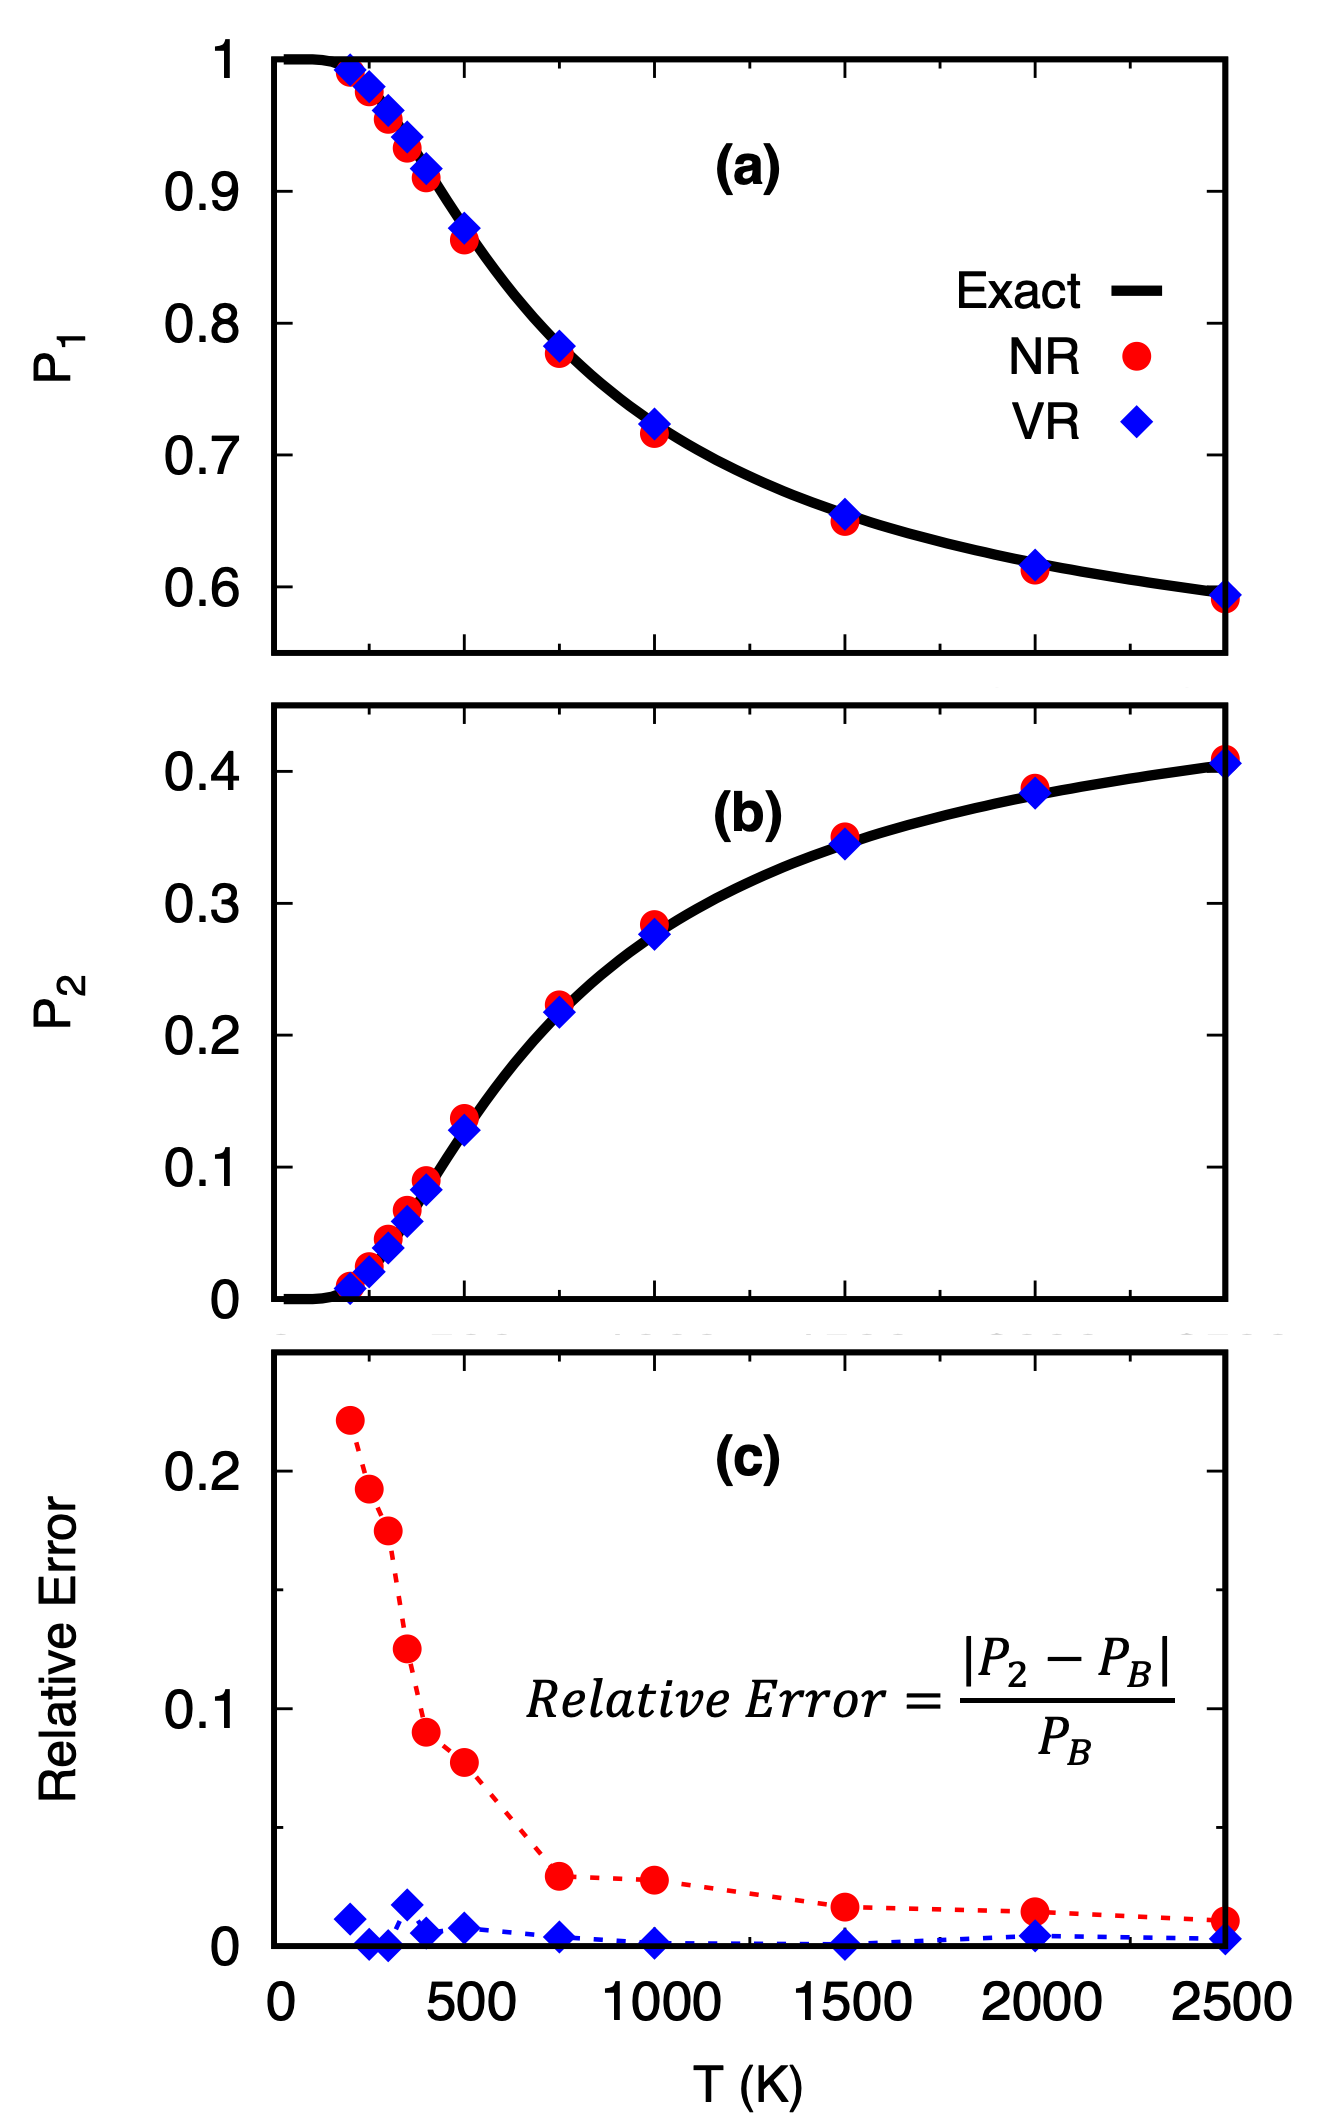 1
0.9
0.8
0.7
0.6
P1
(a)
Exact
NR
VR
0.4
0.3
0.2
0.1
0
P2
(b)
0.2
0.1
0
Relative Error
(c)
Relative Error = |P2 − PB| / PB
0 500 1000 1500 2000 2500
T (K)